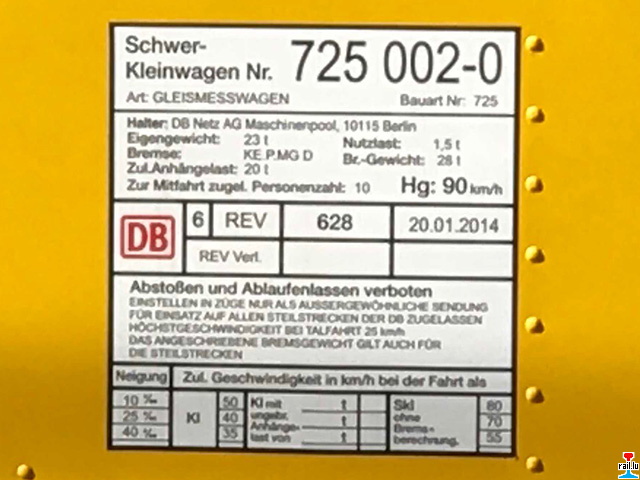 Schwer-
Kleinwagen Nr. 725 002-0
Art: GLEISMESSWAGEN Bauart Nr: 725
Halter: DB Netz AG Maschinenpool, 10115 Berlin
Eigengewicht: 23 t Nutzlast: 1,5 t
Bremse: KE.P.MG D Br.-Gewicht: 28 t
Zul.Anhängelast: 20 t
Zur Mitfahrt zugel. Personenzahl: 10 Hg: 90 km/h
DB 6 REV 628 20.01.2014
REV Verl.
Abstoßen und Ablaufenlassen verboten
EINSTELLEN IN ZÜGE NUR ALS AUSSERGEWÖHNLICHE SENDUNG
FÜR EINSATZ AUF ALLEN STEILSTRECKEN DER DB ZUGELASSEN
HÖCHSTGESCHWINDIGKEIT BEI TALFAHRT 25 km/h
DAS ANGESCHRIEBENE BREMSGEWICHT GILT AUCH FÜR
DIE STEILSTRECKEN
Neigung Zul. Geschwindigkeit in km/h bei der Fahrt als
10 ‰ Kl 50 Kl mit t Skl 80
25 ‰ 40 ungebr. ohne 70
40 ‰ 35 Anhänge- t Brems- 55
last von berechnung.
rail.lu